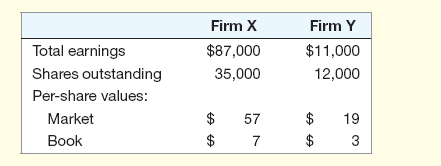 Firm X Firm Y
Total earnings $87,000 $11,000
Shares outstanding 35,000 12,000
Per-share values:
Market $ 57 $ 19
Book $ 7 $ 3